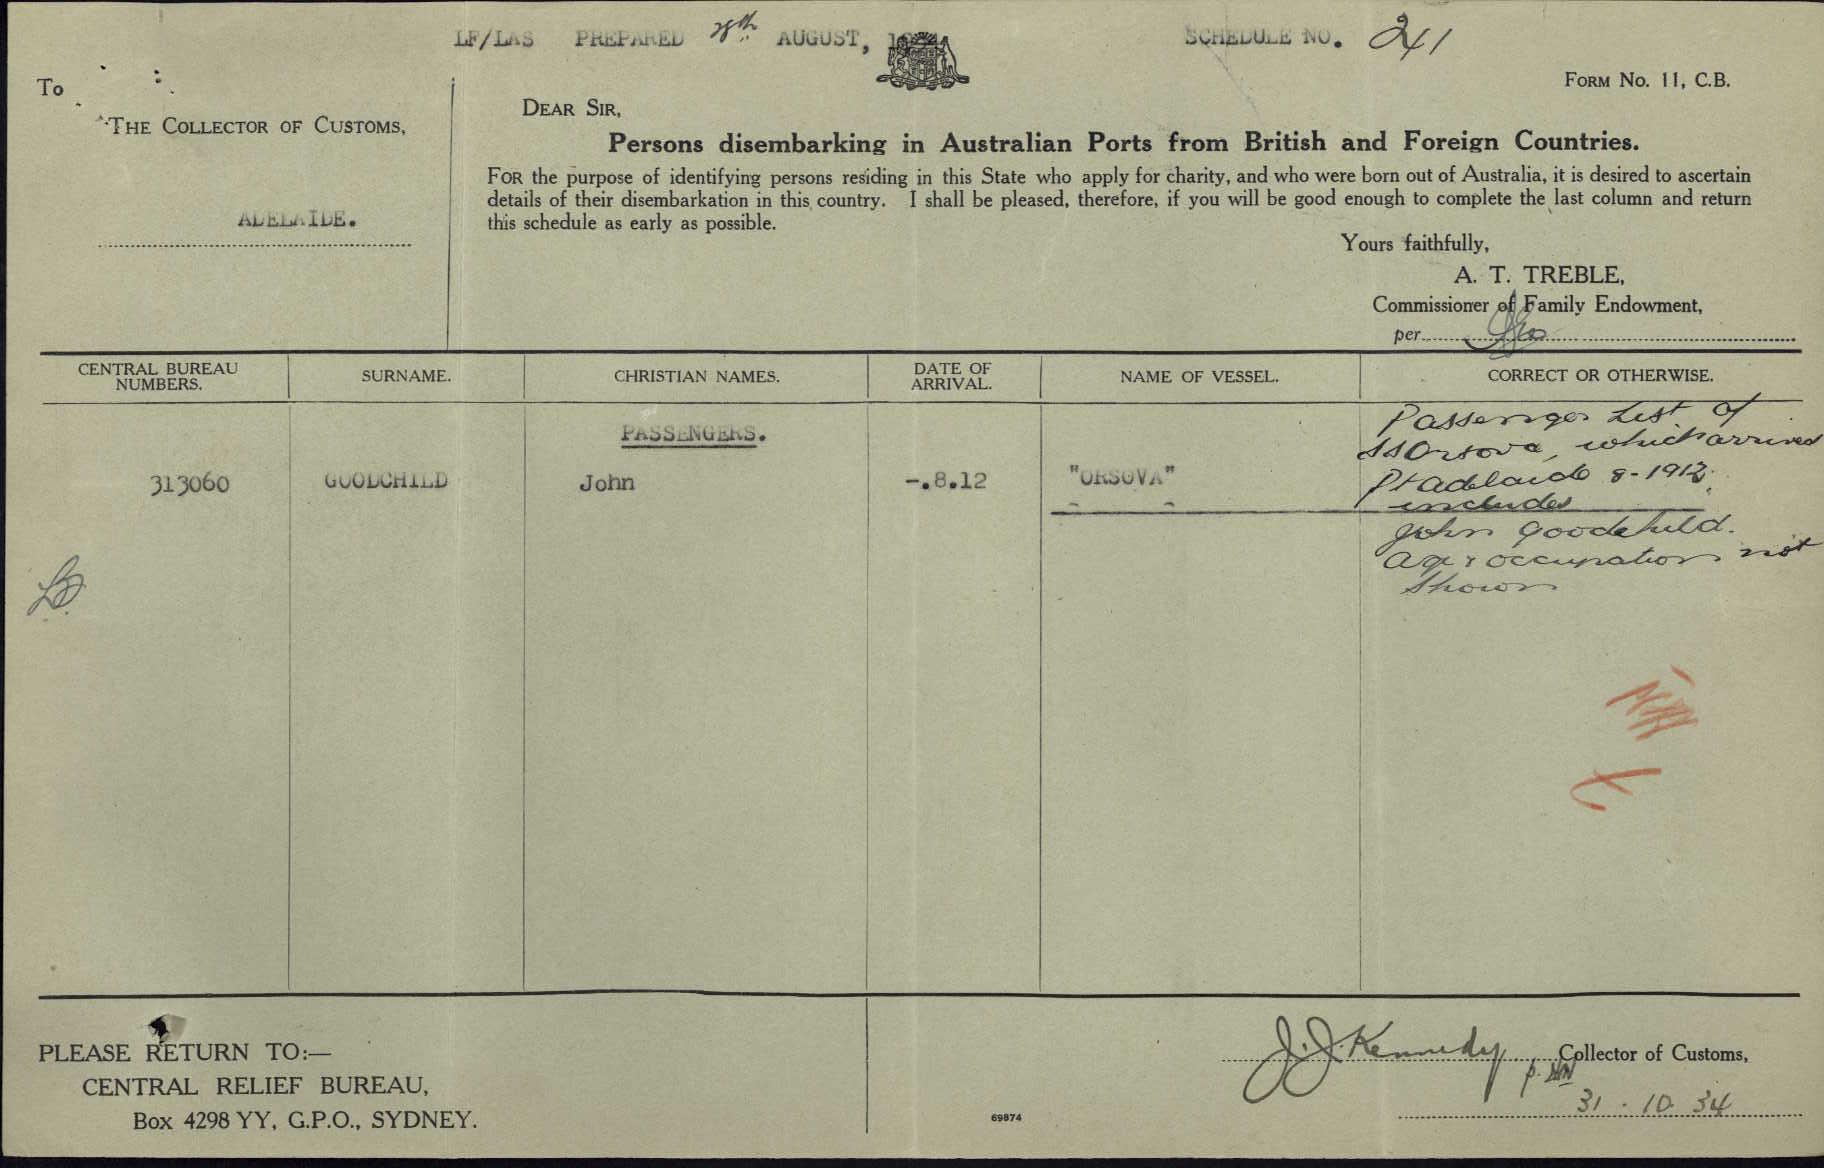 LF/LAS PREPARED 28th AUGUST, SCHEDULE NO. 241
To
FORM NO. 11, C.B.
THE COLLECTOR OF CUSTOMS,
ADELAIDE.
DEAR SIR,
Persons disembarking in Australian Ports from British and Foreign Countries.
FOR the purpose of identifying persons residing in this State who apply for charity, and who were born out of Australia, it is desired to ascertain
details of their disembarkation in this country. I shall be pleased, therefore, if you will be good enough to complete the last column and return
this schedule as early as possible.
Yours faithfully,
A. T. TREBLE,
Commissioner of Family Endowment,
per
CENTRAL BUREAU NUMBERS. SURNAME. CHRISTIAN NAMES. DATE OF ARRIVAL. NAME OF VESSEL. CORRECT OR OTHERWISE.
PASSENGERS.
313060 GOODCHILD John -.8.12 "ORSOVA"
Passenger List of
SS Orsova, which arrived
Pt Adelaide 8-1912
includes
John Goodchild.
Age & occupation not
shown
PLEASE RETURN TO:—
CENTRAL RELIEF BUREAU,
Box 4298 YY, G.P.O., SYDNEY.
69874
J. J. Kennedy Collector of Customs,
31.10.34